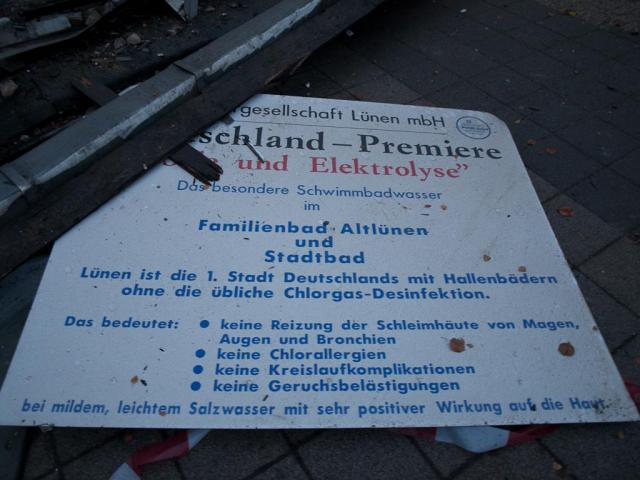 gesellschaft Lünen mbH
schland – Premiere
und Elektrolyse”
Das besondere Schwimmbadwasser
im
Familienbad Altlünen
und
Stadtbad
Lünen ist die 1. Stadt Deutschlands mit Hallenbädern
ohne die übliche Chlorgas-Desinfektion.
Das bedeutet: ● keine Reizung der Schleimhäute von Magen,
Augen und Bronchien
● keine Chlorallergien
● keine Kreislaufkomplikationen
● keine Geruchsbelästigungen
bei mildem, leichtem Salzwasser mit sehr positiver Wirkung auf die Haut.